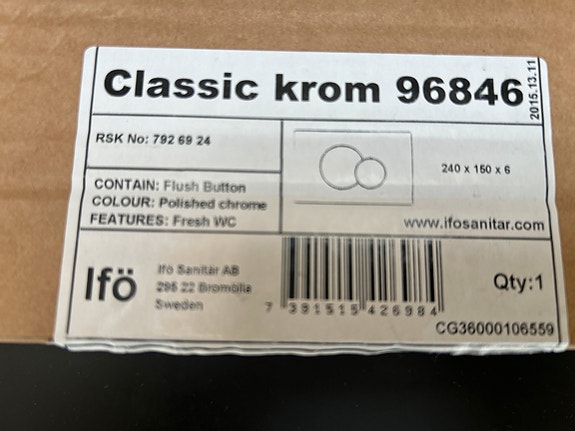 Classic krom 96846
2015.13.11
RSK No: 792 69 24
240 x 150 x 6
CONTAIN: Flush Button
COLOUR: Polished chrome
FEATURES: Fresh WC
www.ifosanitar.com
Ifö
Ifö Sanitär AB
295 22 Bromölla
Sweden
7 391515 426984
Qty:1
CG36000106559